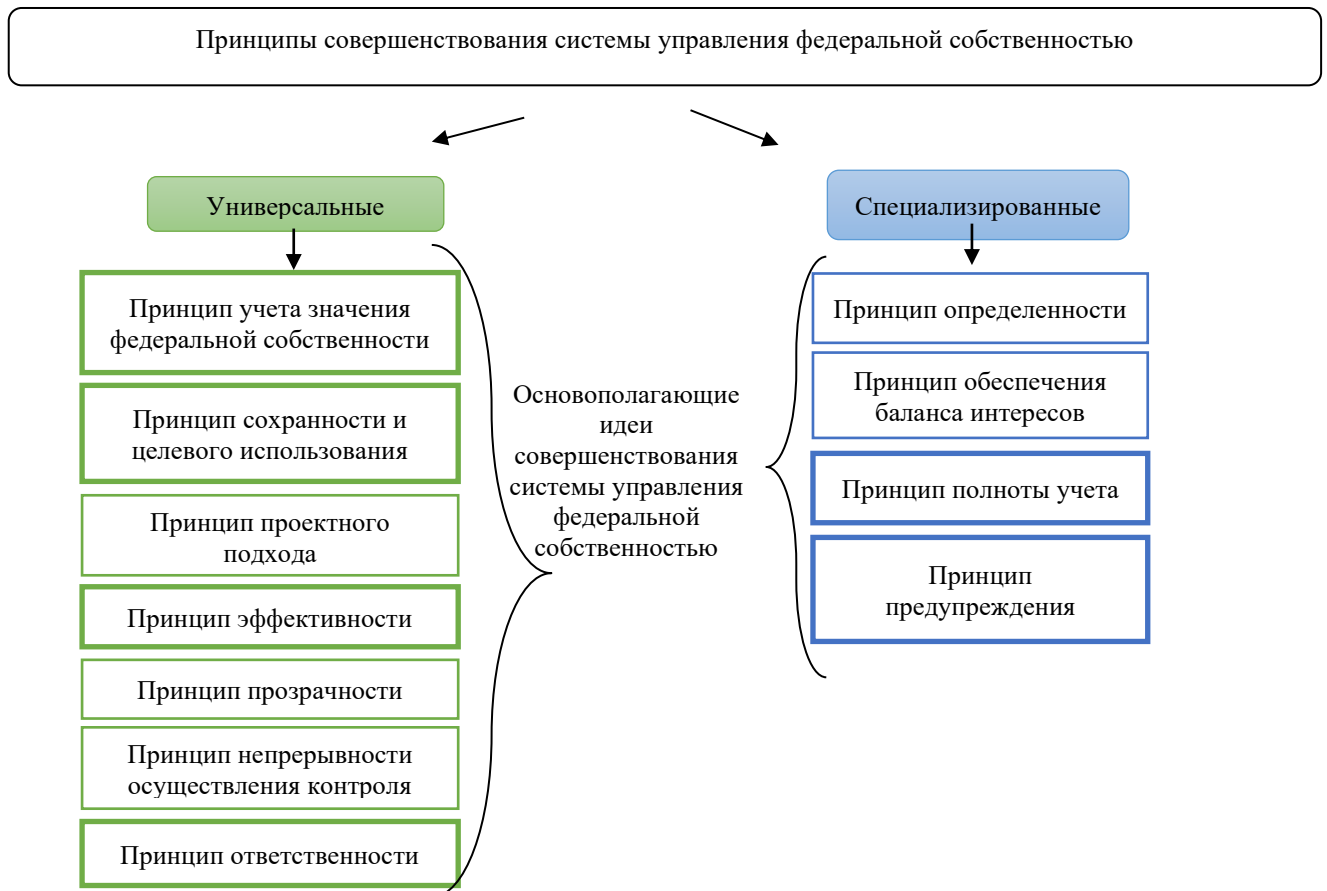 Принципы совершенствования системы управления федеральной собственностью
Универсальные
Принцип учета значения
федеральной собственности
Принцип сохранности и
целевого использования
Принцип проектного
подхода
Принцип эффективности
Принцип прозрачности
Принцип непрерывности
осуществления контроля
Принцип ответственности
Основополагающие
идеи
совершенствования
системы управления
федеральной
собственностью
Специализированные
Принцип определенности
Принцип обеспечения
баланса интересов
Принцип полноты учета
Принцип
предупреждения